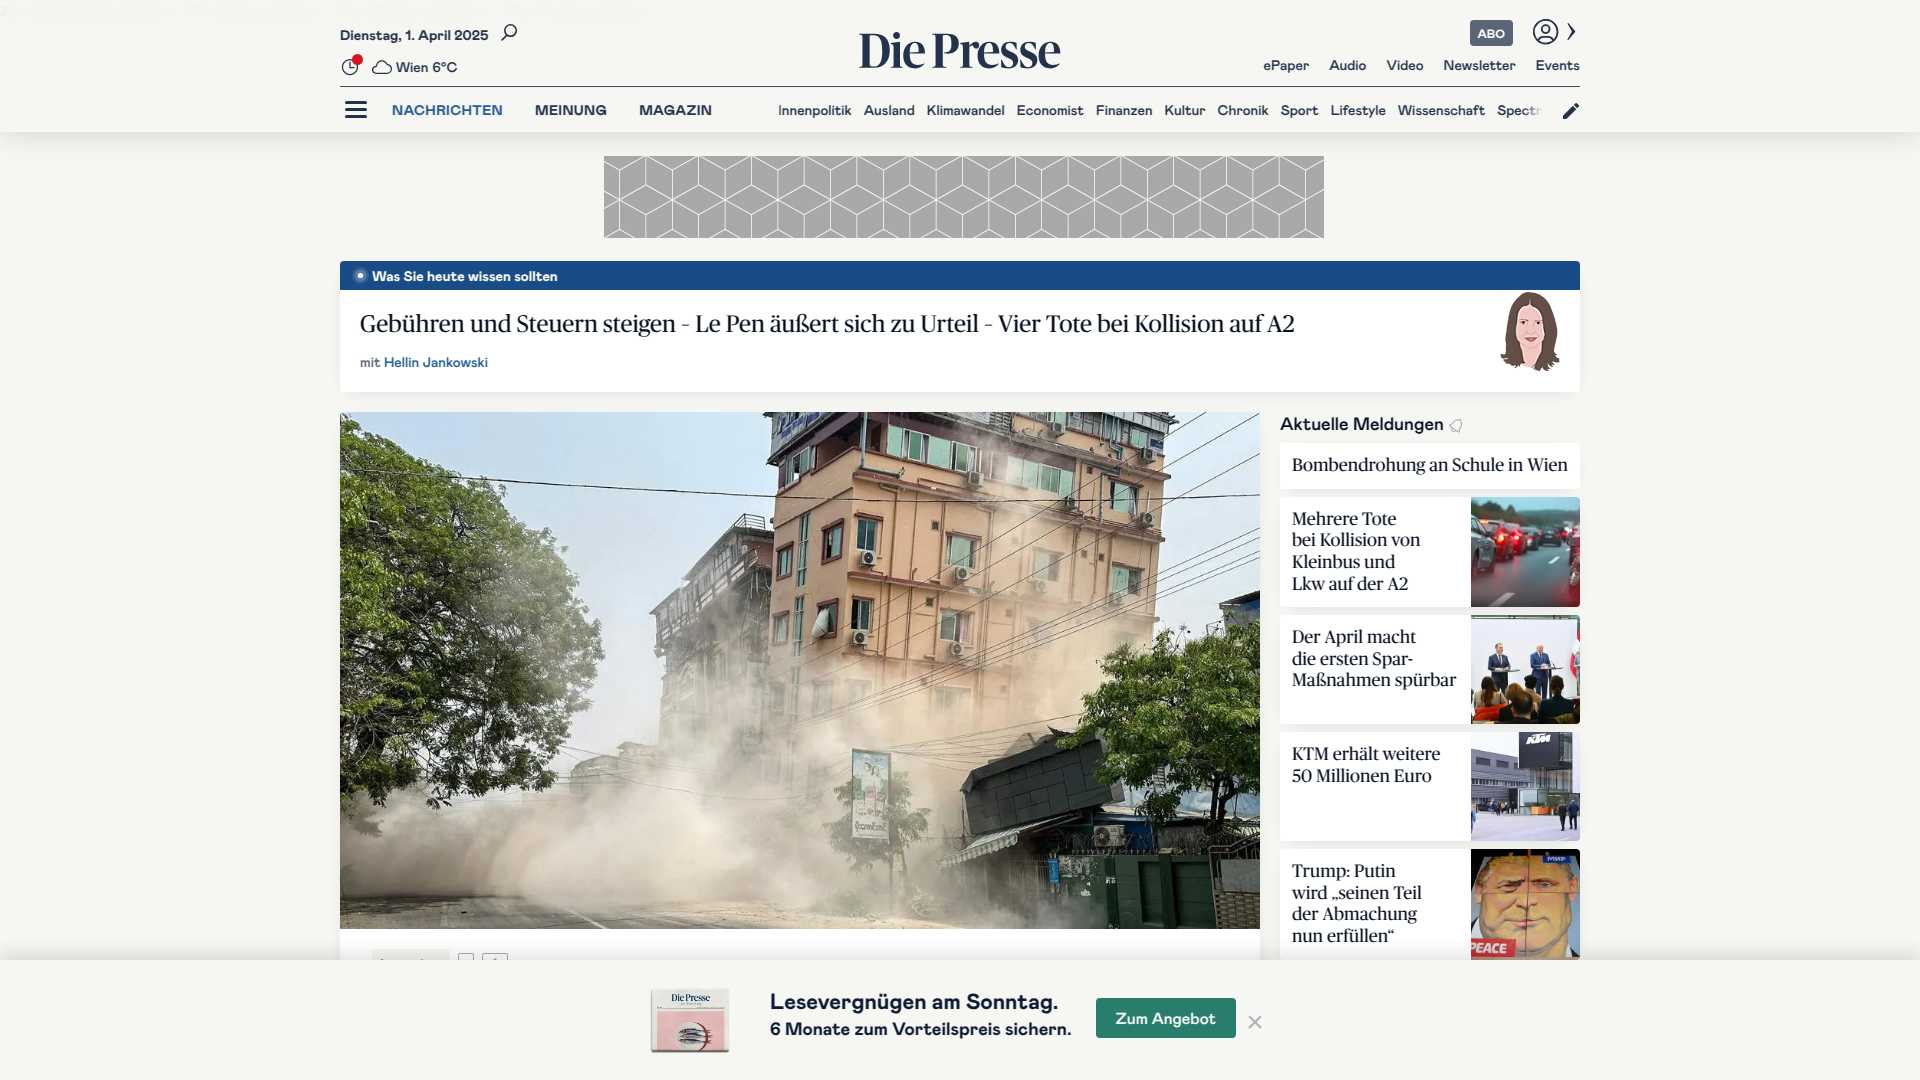 Dienstag, 1. April 2025
Wien 6°C
Die Presse
ABO
ePaper Audio Video Newsletter Events
NACHRICHTEN MEINUNG MAGAZIN
Innenpolitik Ausland Klimawandel Economist Finanzen Kultur Chronik Sport Lifestyle Wissenschaft
Was Sie heute wissen sollten
Gebühren und Steuern steigen - Le Pen äußert sich zu Urteil - Vier Tote bei Kollision auf A2
mit Hellin Jankowski
Aktuelle Meldungen
Bombendrohung an Schule in Wien
Mehrere Tote
bei Kollision von
Kleinbus und
Lkw auf der A2
Der April macht
die ersten Spar-
Maßnahmen spürbar
KTM erhält weitere
50 Millionen Euro
KTM
Trump: Putin
wird „seinen Teil
der Abmachung
nun erfüllen“
PEACE
Die Presse
Lesevergnügen am Sonntag.
6 Monate zum Vorteilspreis sichern.
Zum Angebot